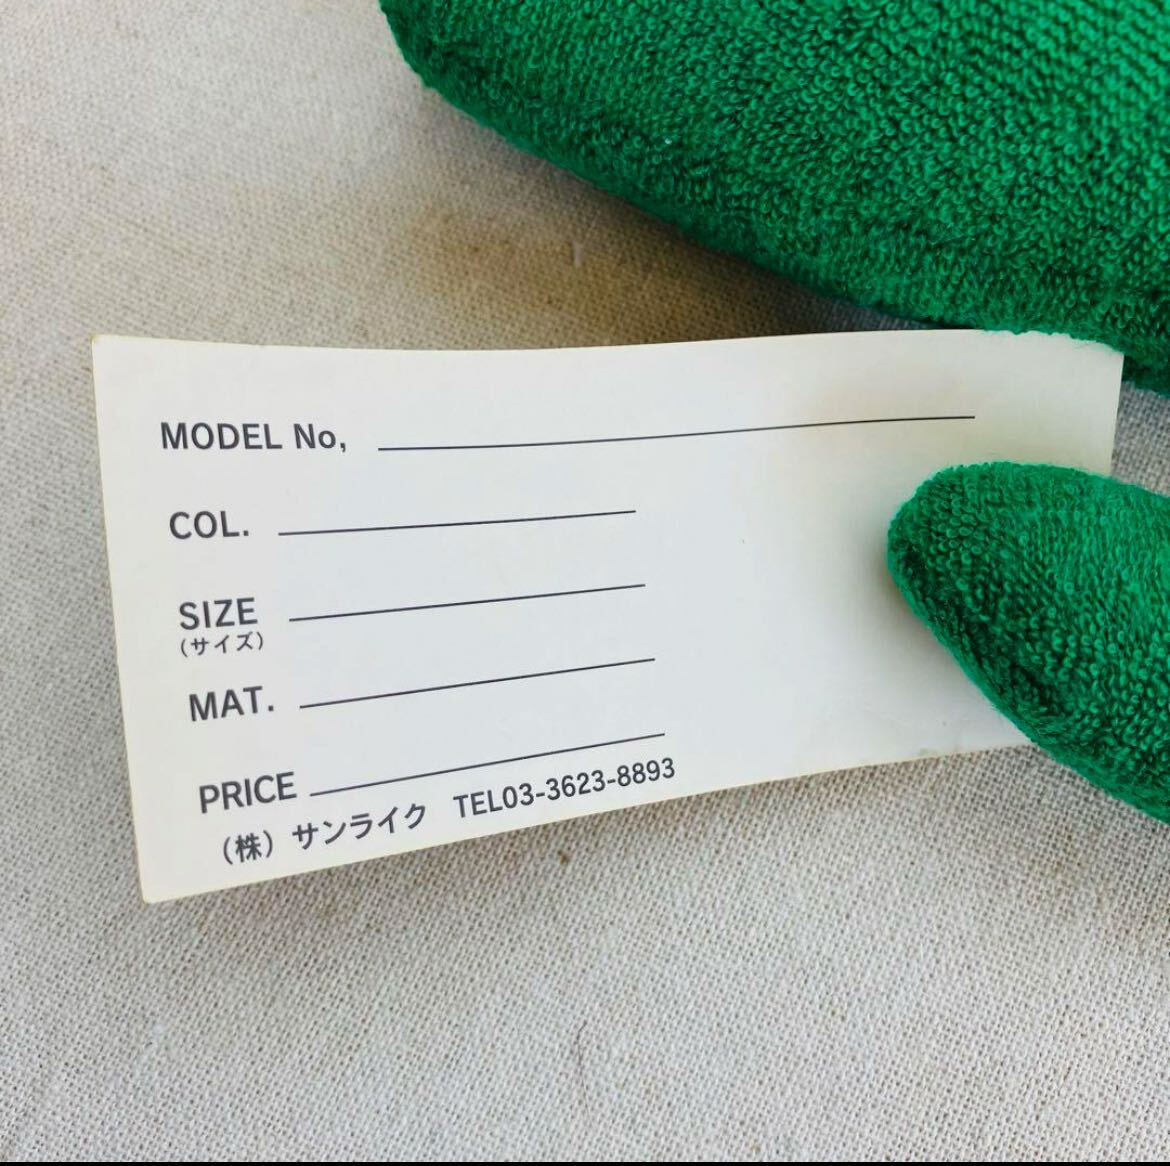 MODEL No,
COL.
SIZE
（サイズ）
MAT.
PRICE
（株）サンライク　TEL03-3623-8893